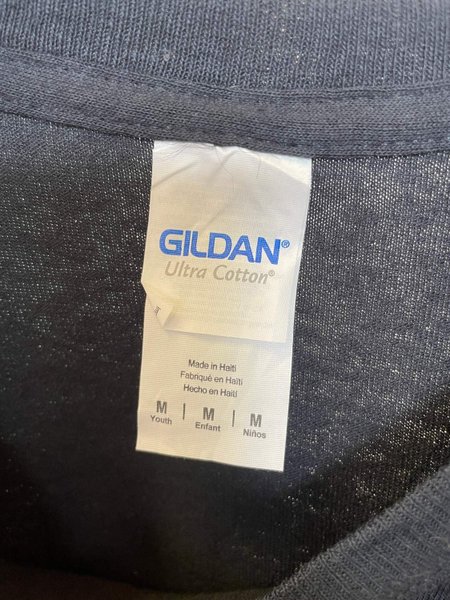 GILDAN®
Ultra Cotton®
Made in Haiti
Fabriqué en Haïti
Hecho en Haití
M | M | M
Youth Enfant Niños